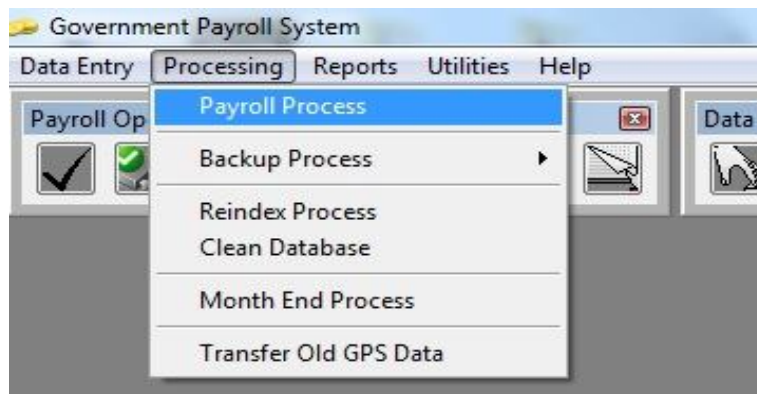 Government Payroll System
Data Entry Processing Reports Utilities Help
Payroll Op
Data
Payroll Process
Backup Process
Reindex Process
Clean Database
Month End Process
Transfer Old GPS Data